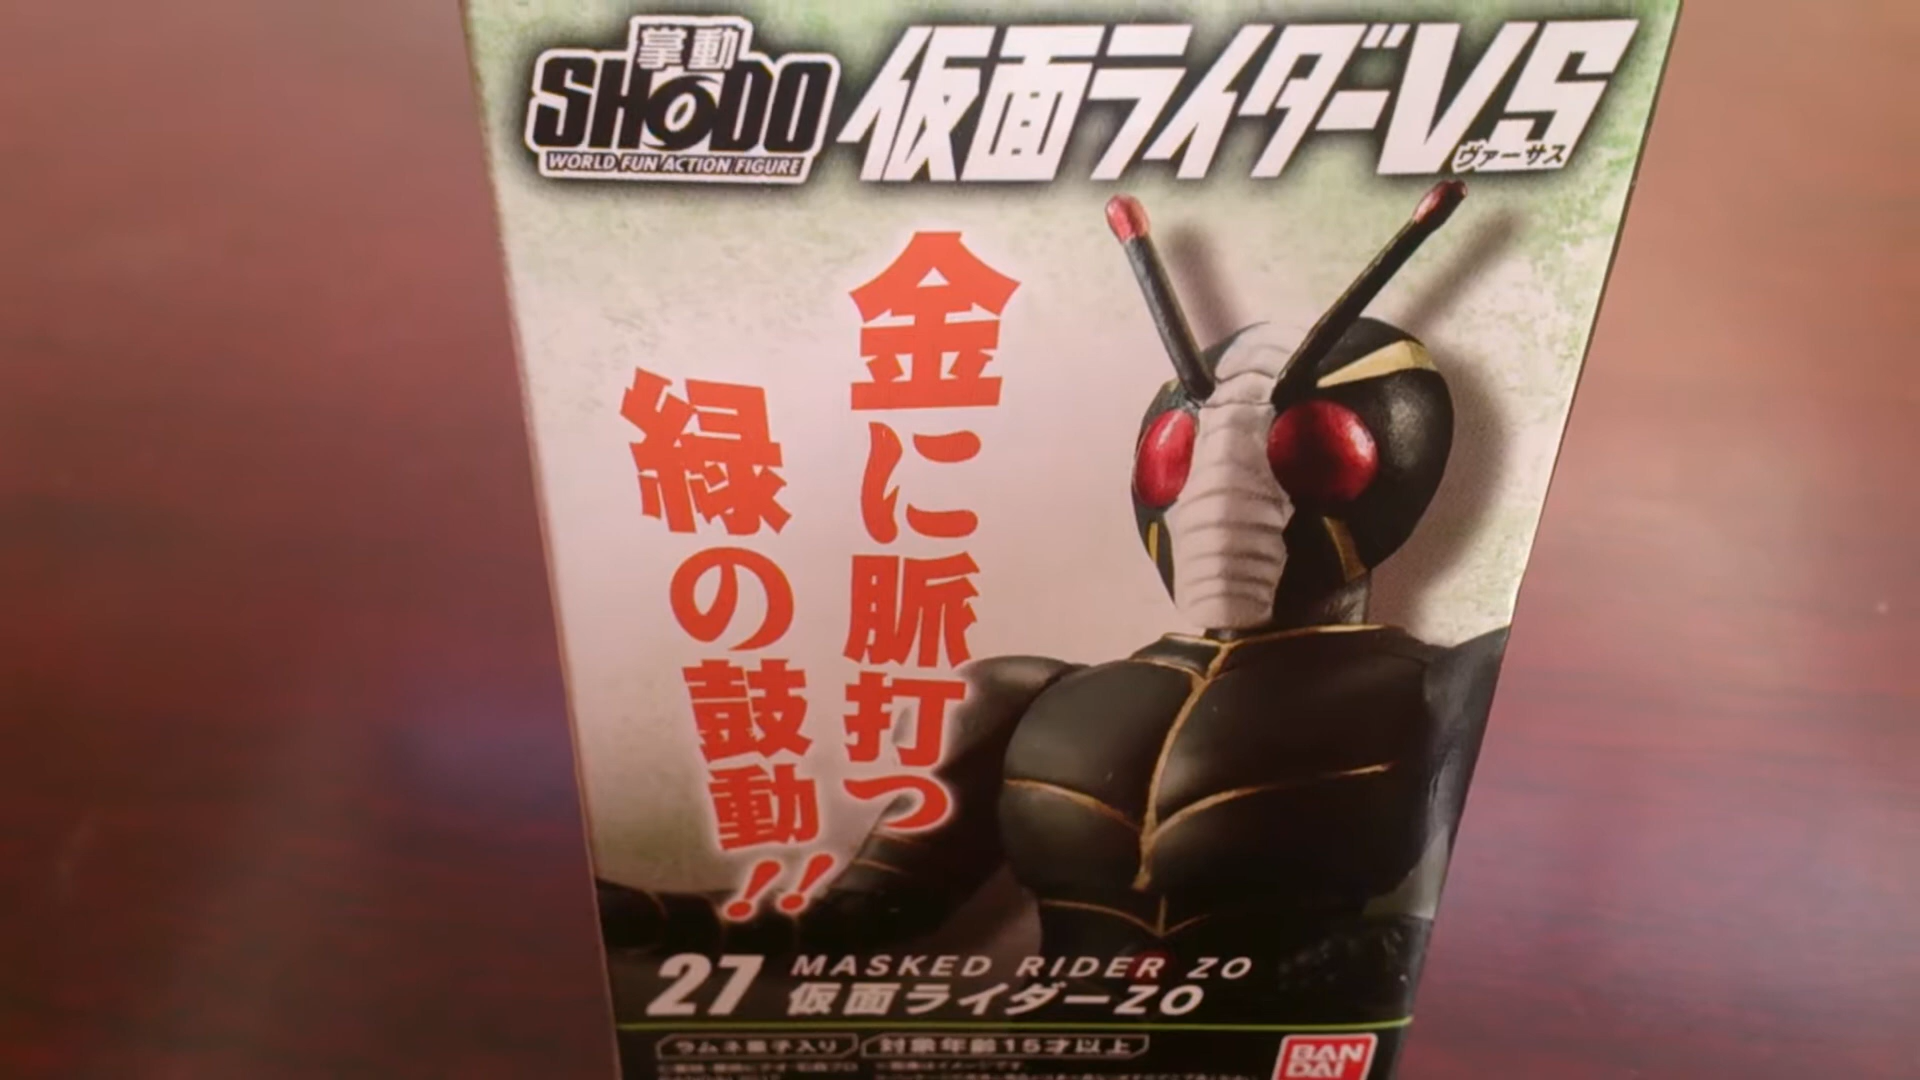 掌動
SHODO
WORLD FUN ACTION FIGURE
仮面ライダーVS
ヴァーサス
金に脈打つ
緑の鼓動!!
27
MASKED RIDER ZO
仮面ライダーZO
ラムネ菓子入り
対象年齢15才以上
BAN
DAI